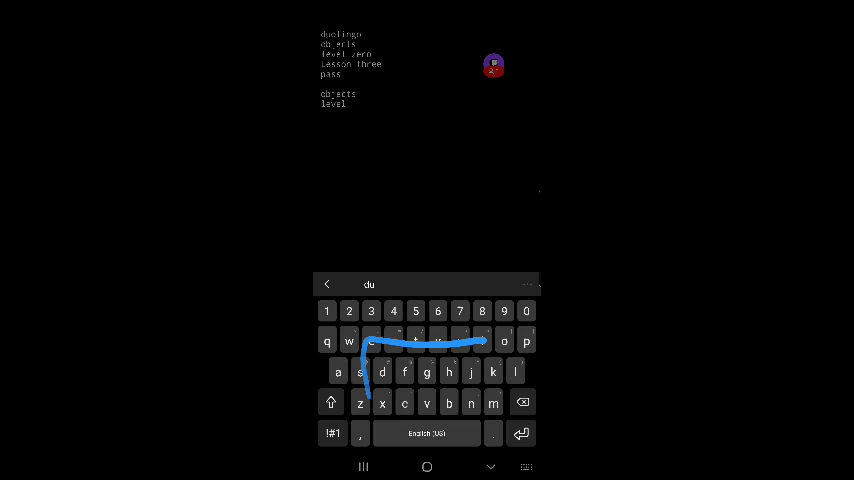 duolingo
objects
level zero
Lesson three
pass
objects
level
du
1 2 3 4 5 6 7 8 9 0
q w e t o p
a s d f g h j k l
z x c v b n m
!#1 , English (US) .